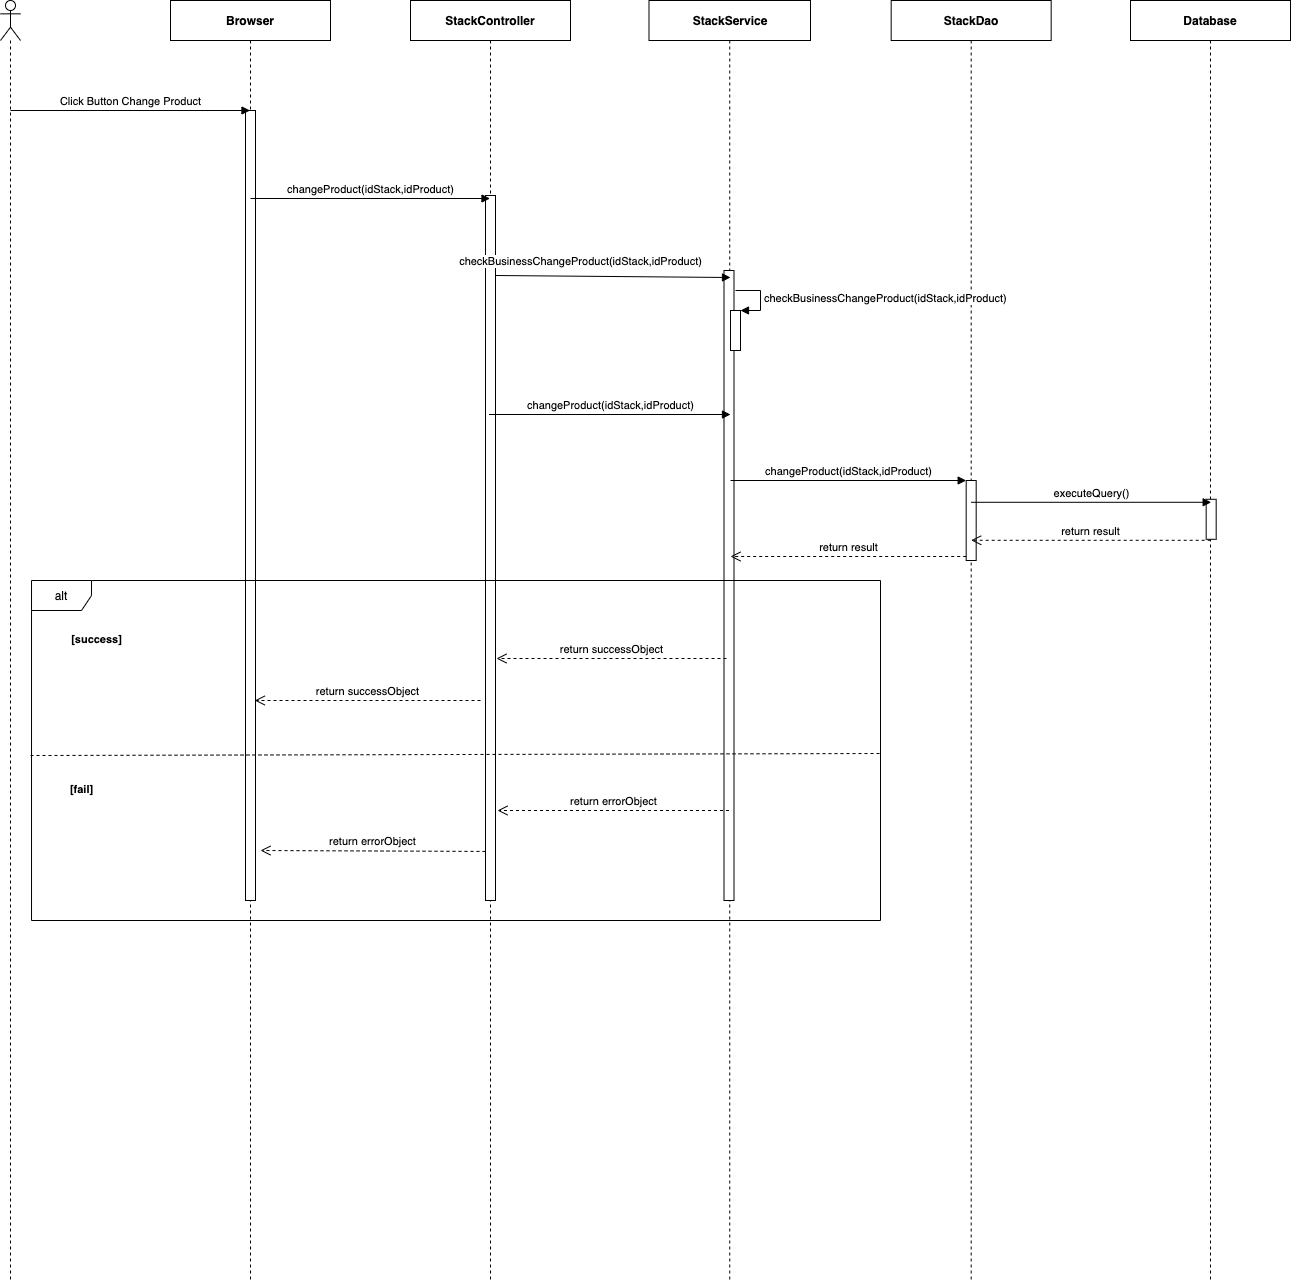 Browser
StackController
StackService
StackDao
Database
Click Button Change Product
changeProduct(idStack,idProduct)
checkBusinessChangeProduct(idStack,idProduct)
checkBusinessChangeProduct(idStack,idProduct)
changeProduct(idStack,idProduct)
changeProduct(idStack,idProduct)
executeQuery()
return result
return result
alt
[success]
return successObject
return successObject
[fail]
return errorObject
return errorObject